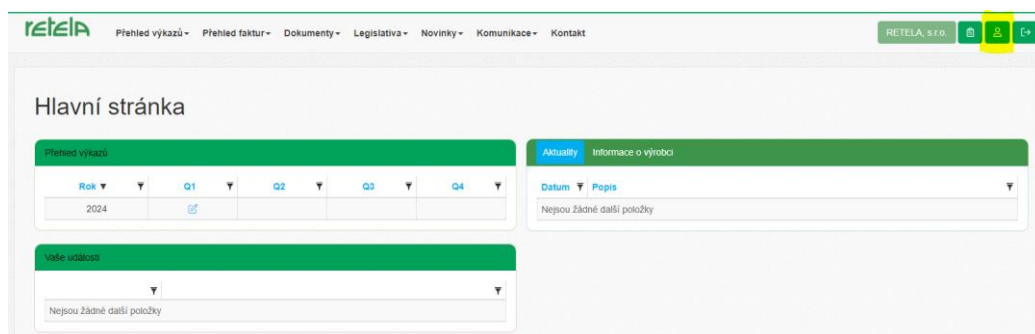 retela Přehled výkazů Přehled faktur Dokumenty Legislativa Novinky Komunikace Kontakt RETELA, s.r.o.
Hlavní stránka
Přehled výkazů
Rok Q1 Q2 Q3 Q4
2024
Aktuality Informace o výrobci
Datum Popis
Nejsou žádné další položky
Vaše události
Nejsou žádné další položky